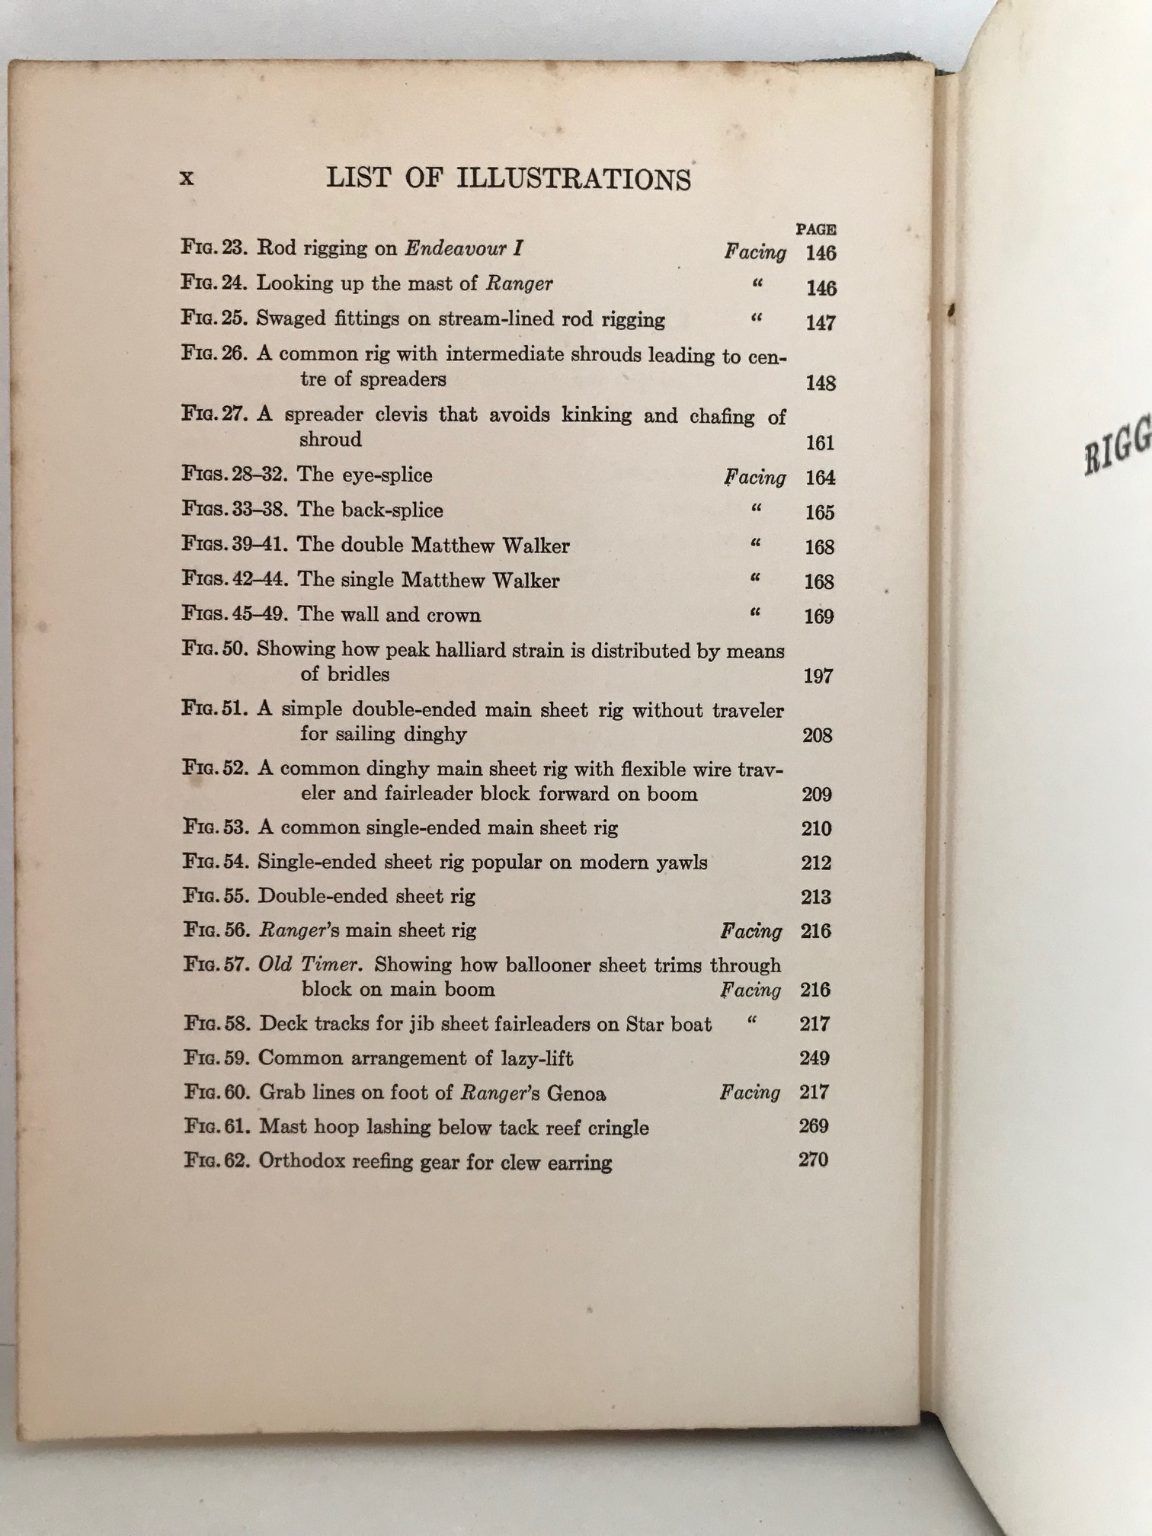 x LIST OF ILLUSTRATIONS
PAGE
Fig. 23. Rod rigging on Endeavour I Facing 146
Fig. 24. Looking up the mast of Ranger “ 146
Fig. 25. Swaged fittings on stream-lined rod rigging “ 147
Fig. 26. A common rig with intermediate shrouds leading to cen-
tre of spreaders 148
Fig. 27. A spreader clevis that avoids kinking and chafing of
shroud 161
Figs. 28–32. The eye-splice Facing 164
Figs. 33–38. The back-splice “ 165
Figs. 39–41. The double Matthew Walker “ 168
Figs. 42–44. The single Matthew Walker “ 168
Figs. 45–49. The wall and crown “ 169
Fig. 50. Showing how peak halliard strain is distributed by means
of bridles 197
Fig. 51. A simple double-ended main sheet rig without traveler
for sailing dinghy 208
Fig. 52. A common dinghy main sheet rig with flexible wire trav-
eler and fairleader block forward on boom 209
Fig. 53. A common single-ended main sheet rig 210
Fig. 54. Single-ended sheet rig popular on modern yawls 212
Fig. 55. Double-ended sheet rig 213
Fig. 56. Ranger's main sheet rig Facing 216
Fig. 57. Old Timer. Showing how ballooner sheet trims through
block on main boom Facing 216
Fig. 58. Deck tracks for jib sheet fairleaders on Star boat “ 217
Fig. 59. Common arrangement of lazy-lift 249
Fig. 60. Grab lines on foot of Ranger's Genoa Facing 217
Fig. 61. Mast hoop lashing below tack reef cringle 269
Fig. 62. Orthodox reefing gear for clew earring 270
RIGG